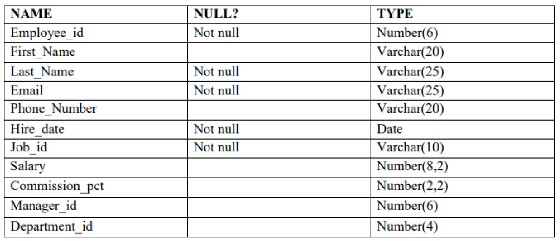 NAME NULL? TYPE
Employee_id Not null Number(6)
First_Name Varchar(20)
Last_Name Not null Varchar(25)
Email Not null Varchar(25)
Phone_Number Varchar(20)
Hire_date Not null Date
Job_id Not null Varchar(10)
Salary Number(8,2)
Commission_pct Number(2,2)
Manager_id Number(6)
Department_id Number(4)